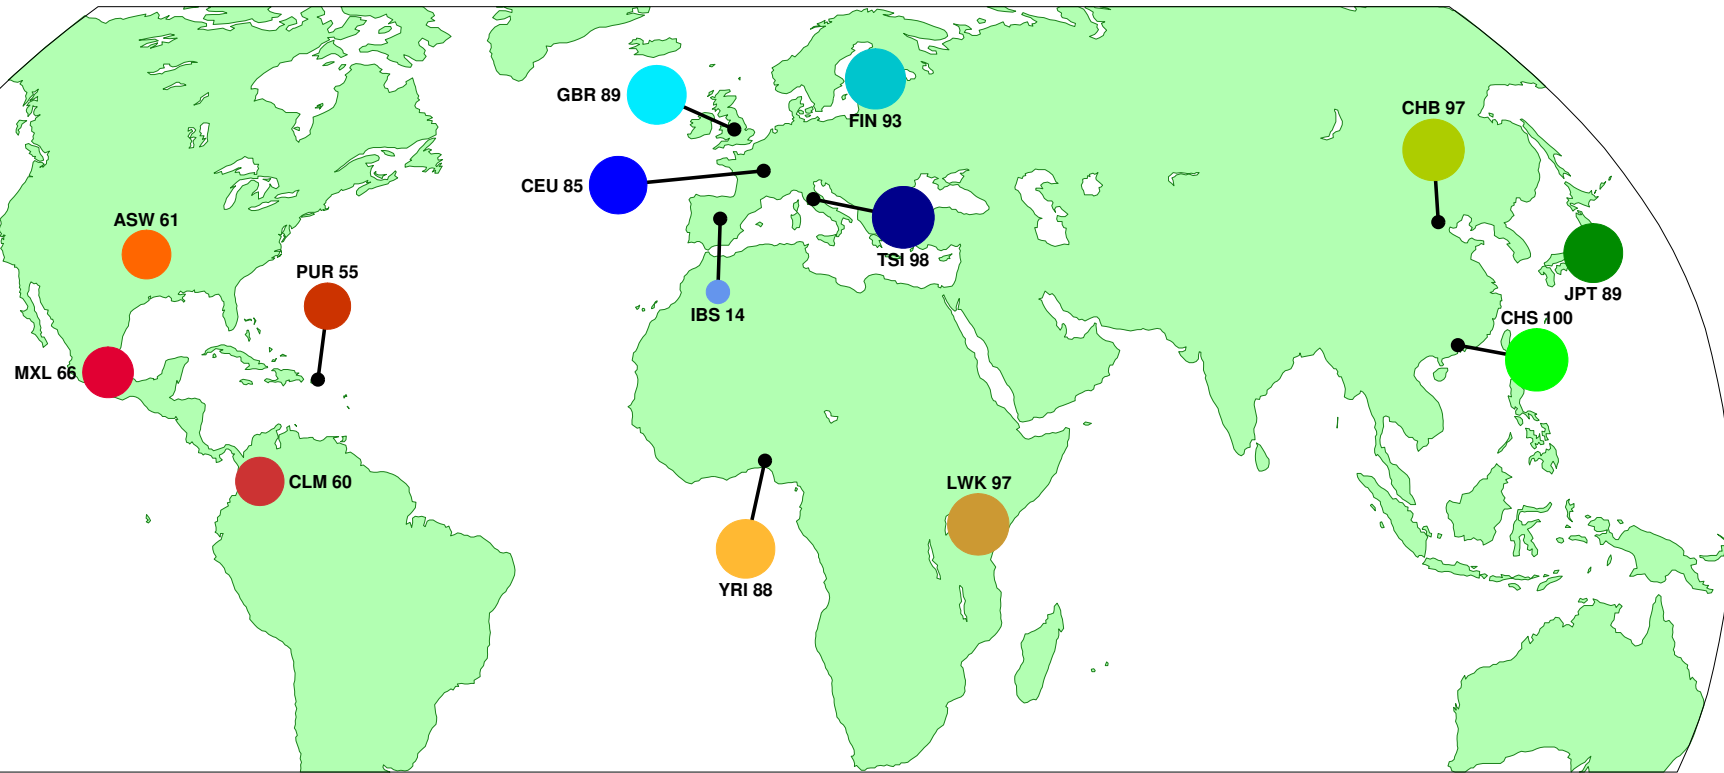 GBR 89
FIN 93
CHB 97
CEU 85
ASW 61
TSI 98
PUR 55
JPT 89
IBS 14
CHS 100
MXL 66
CLM 60
LWK 97
YRI 88